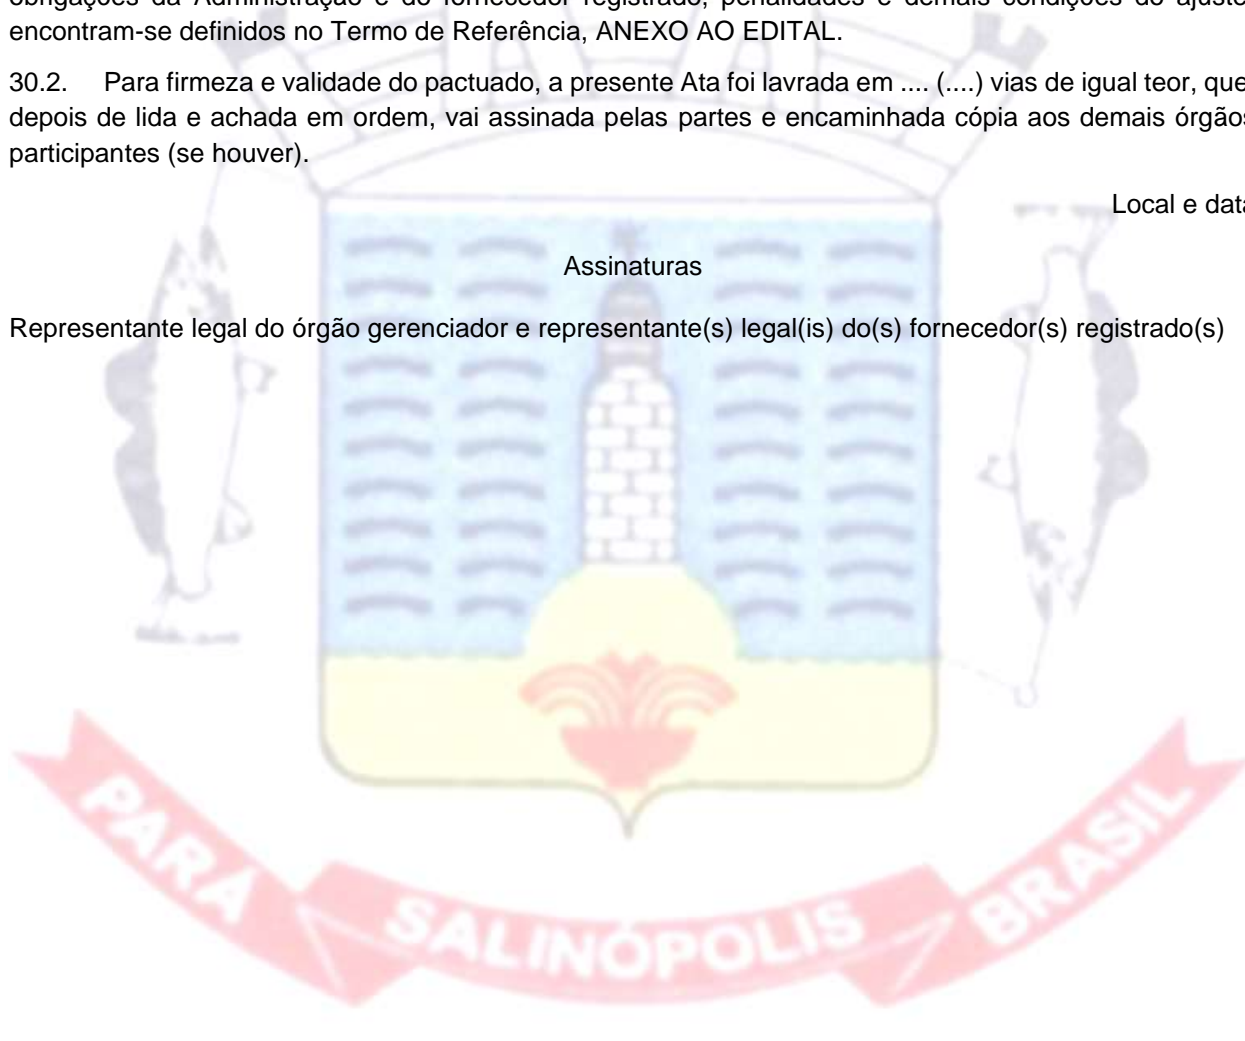 obrigações da Administração e do fornecedor registrado, penalidades e demais condições do ajuste
encontram-se definidos no Termo de Referência, ANEXO AO EDITAL.
30.2. Para firmeza e validade do pactuado, a presente Ata foi lavrada em .... (....) vias de igual teor, que
depois de lida e achada em ordem, vai assinada pelas partes e encaminhada cópia aos demais órgãos
participantes (se houver).
Local e data
Assinaturas
Representante legal do órgão gerenciador e representante(s) legal(is) do(s) fornecedor(s) registrado(s)
PARÁ
SALINÓPOLIS
BRASIL